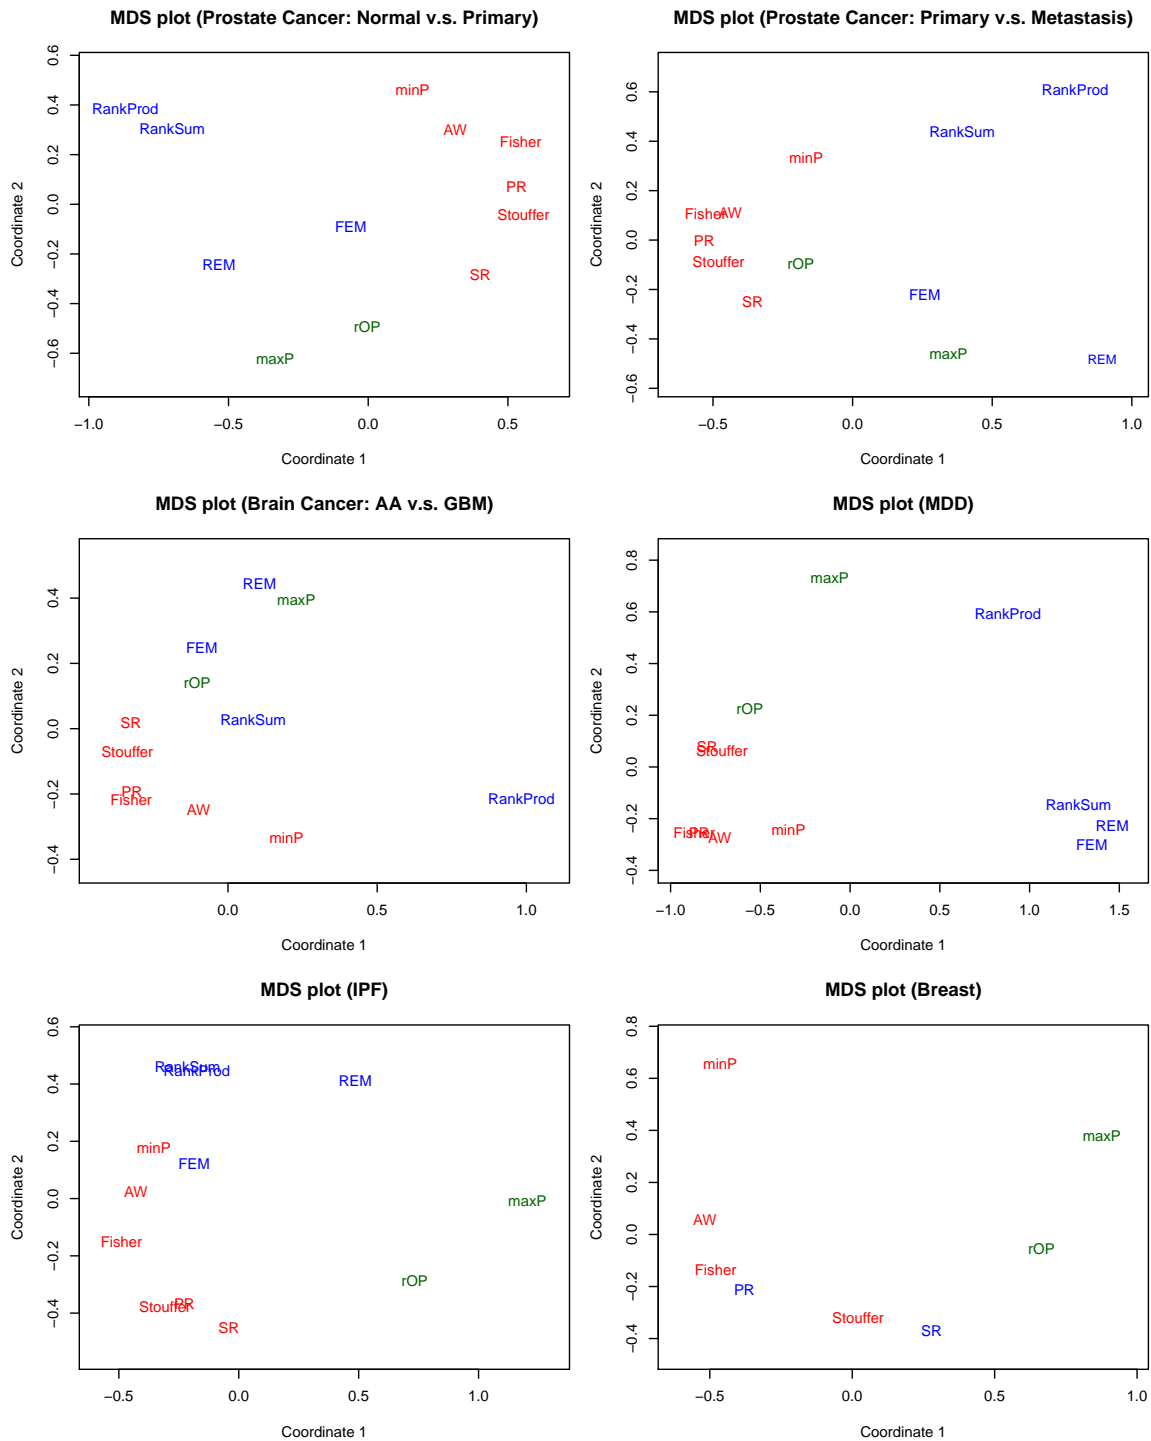 MDS plot (Prostate Cancer: Normal v.s. Primary)
Coordinate 2
0.6
0.4
0.2
0.0
−0.2
−0.4
−0.6
RankProd
RankSum
minP
AW
Fisher
PR
Stouffer
FEM
REM
SR
rOP
maxP
−1.0 −0.5 0.0 0.5
Coordinate 1
MDS plot (Prostate Cancer: Primary v.s. Metastasis)
Coordinate 2
0.6
0.4
0.2
0.0
−0.2
−0.4
−0.6
RankProd
RankSum
minP
Fisher
AW
PR
Stouffer
rOP
SR
FEM
maxP
REM
−0.5 0.0 0.5 1.0
Coordinate 1
MDS plot (Brain Cancer: AA v.s. GBM)
Coordinate 2
0.4
0.2
0.0
−0.2
−0.4
REM
maxP
FEM
rOP
SR
RankSum
Stouffer
PR
Fisher
AW
RankProd
minP
0.0 0.5 1.0
Coordinate 1
MDS plot (MDD)
Coordinate 2
0.8
0.6
0.4
0.2
0.0
−0.2
−0.4
maxP
RankProd
rOP
SR
Stouffer
RankSum
REM
Fisher
PR
AW
minP
FEM
−1.0 −0.5 0.0 0.5 1.0 1.5
Coordinate 1
MDS plot (IPF)
Coordinate 2
0.6
0.4
0.2
0.0
−0.2
−0.4
RankSum
RankProd
REM
minP
FEM
AW
maxP
Fisher
rOP
Stouffer
PR
SR
−0.5 0.0 0.5 1.0
Coordinate 1
MDS plot (Breast)
Coordinate 2
0.8
0.6
0.4
0.2
0.0
−0.2
−0.4
minP
maxP
AW
rOP
Fisher
PR
Stouffer
SR
−0.5 0.0 0.5 1.0
Coordinate 1